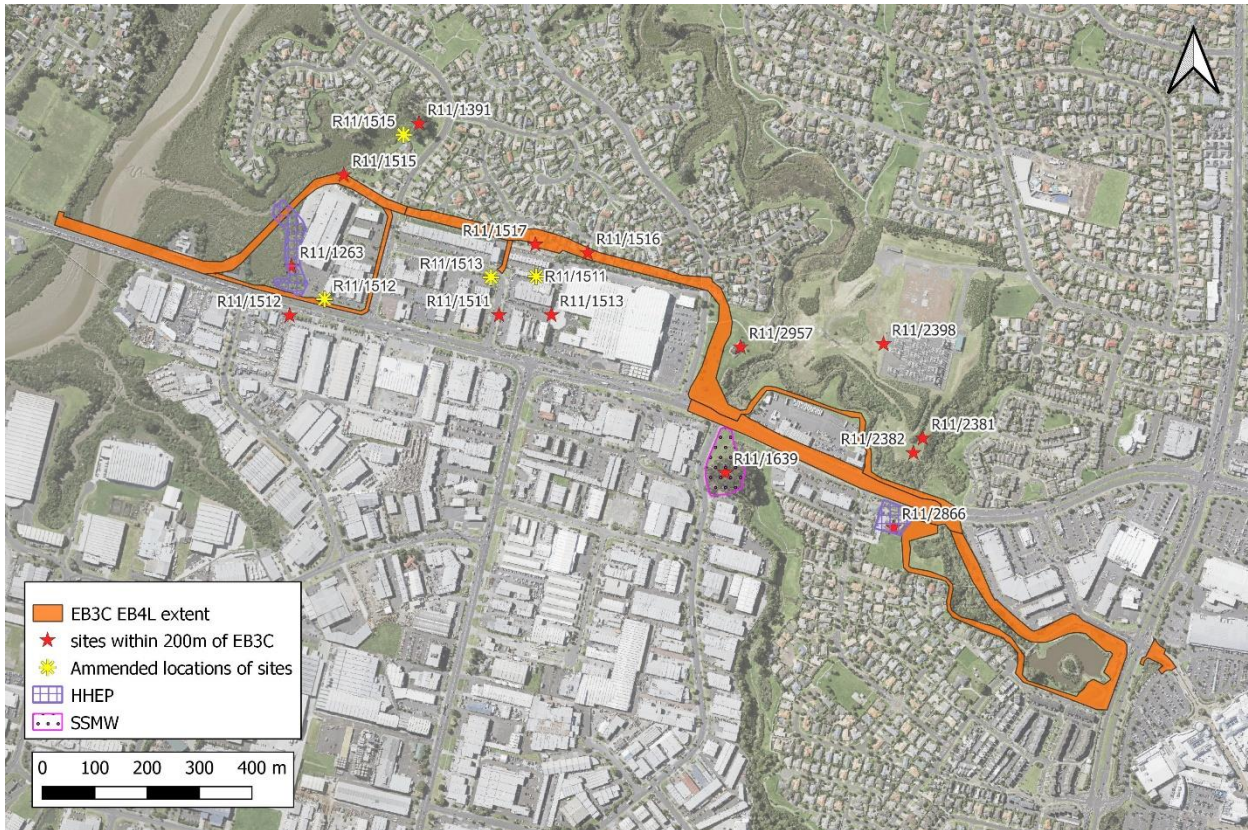 R11/1515
R11/1391
R11/1515
R11/1517
R11/1516
R11/1263
R11/1513
R11/1511
R11/1512
R11/1512
R11/1511
R11/1513
R11/2957
R11/2398
R11/2382
R11/2381
R11/1639
R11/2866
EB3C EB4L extent
sites within 200m of EB3C
Ammended locations of sites
HHEP
SSMW
0 100 200 300 400 m